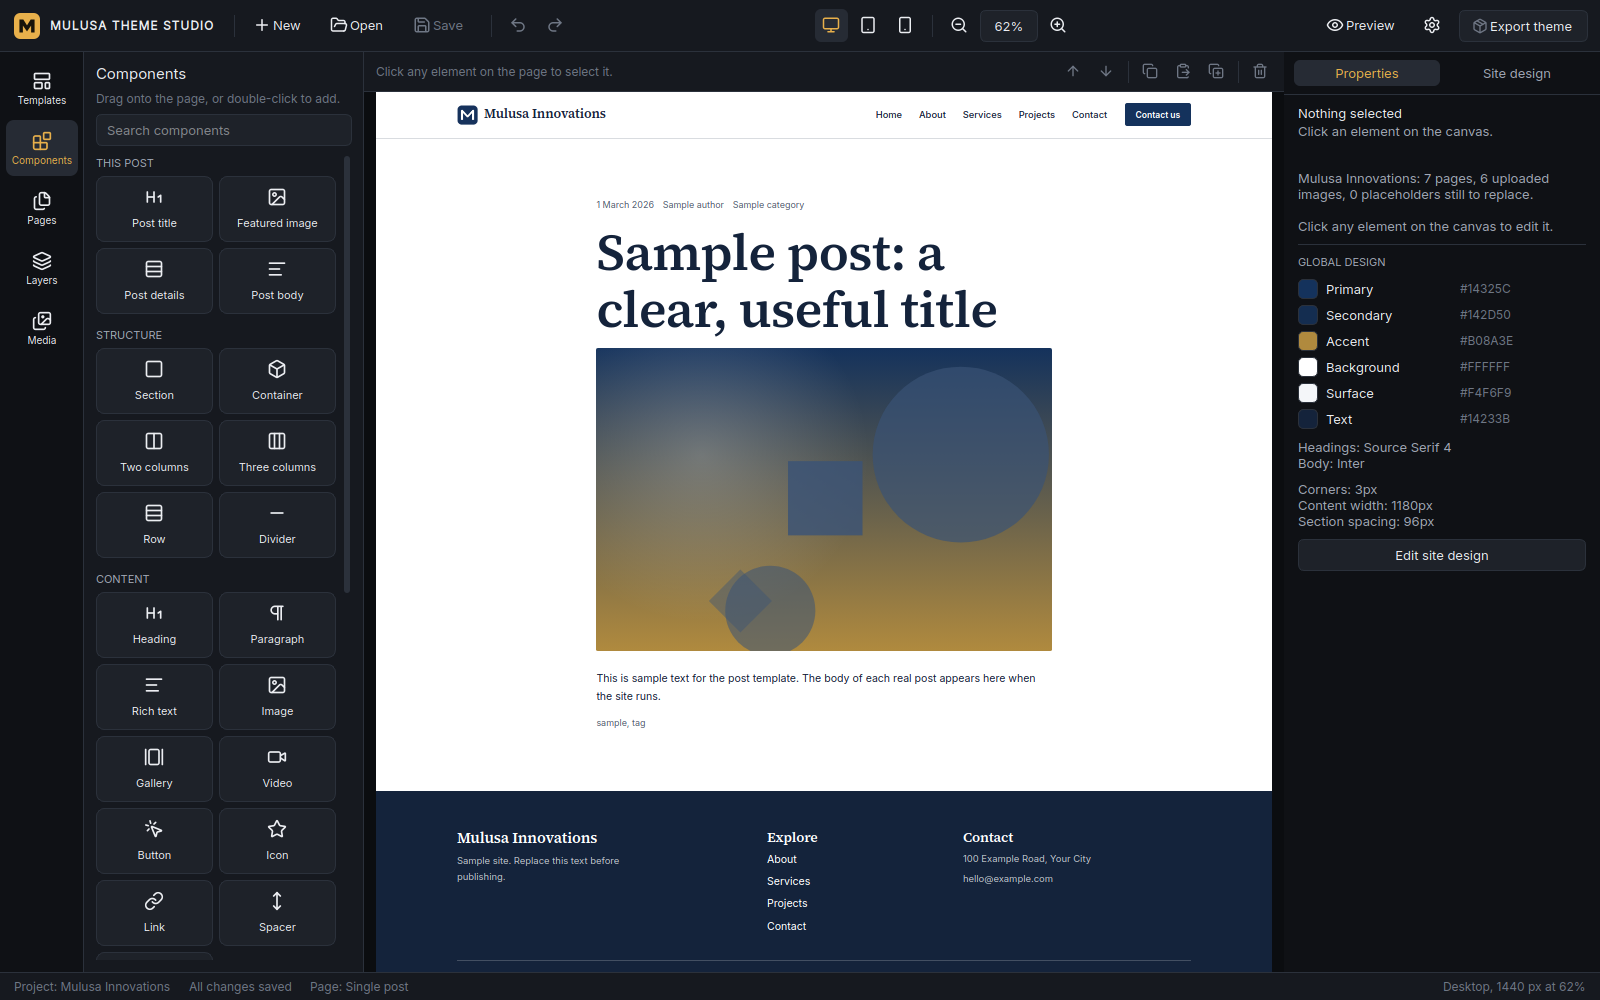 MULUSA THEME STUDIO
New
Open
Save
62%
Preview
Export theme
Templates
Components
Pages
Layers
Media
Components
Drag onto the page, or double-click to add.
Search components
THIS POST
Post title
Featured image
Post details
Post body
STRUCTURE
Section
Container
Two columns
Three columns
Row
Divider
CONTENT
Heading
Paragraph
Rich text
Image
Gallery
Video
Button
Icon
Link
Spacer
Click any element on the page to select it.
Mulusa Innovations
Home
About
Services
Projects
Contact
Contact us
1 March 2026 Sample author Sample category
Sample post: a
clear, useful title
This is sample text for the post template. The body of each real post appears here when
the site runs.
sample, tag
Mulusa Innovations
Sample site. Replace this text before
publishing.
Explore
About
Services
Projects
Contact
Contact
100 Example Road, Your City
hello@example.com
Properties
Site design
Nothing selected
Click an element on the canvas.
Mulusa Innovations: 7 pages, 6 uploaded
images, 0 placeholders still to replace.
Click any element on the canvas to edit it.
GLOBAL DESIGN
Primary #14325C
Secondary #142D50
Accent #B08A3E
Background #FFFFFF
Surface #F4F6F9
Text #14233B
Headings: Source Serif 4
Body: Inter
Corners: 3px
Content width: 1180px
Section spacing: 96px
Edit site design
Project: Mulusa Innovations
All changes saved
Page: Single post
Desktop, 1440 px at 62%